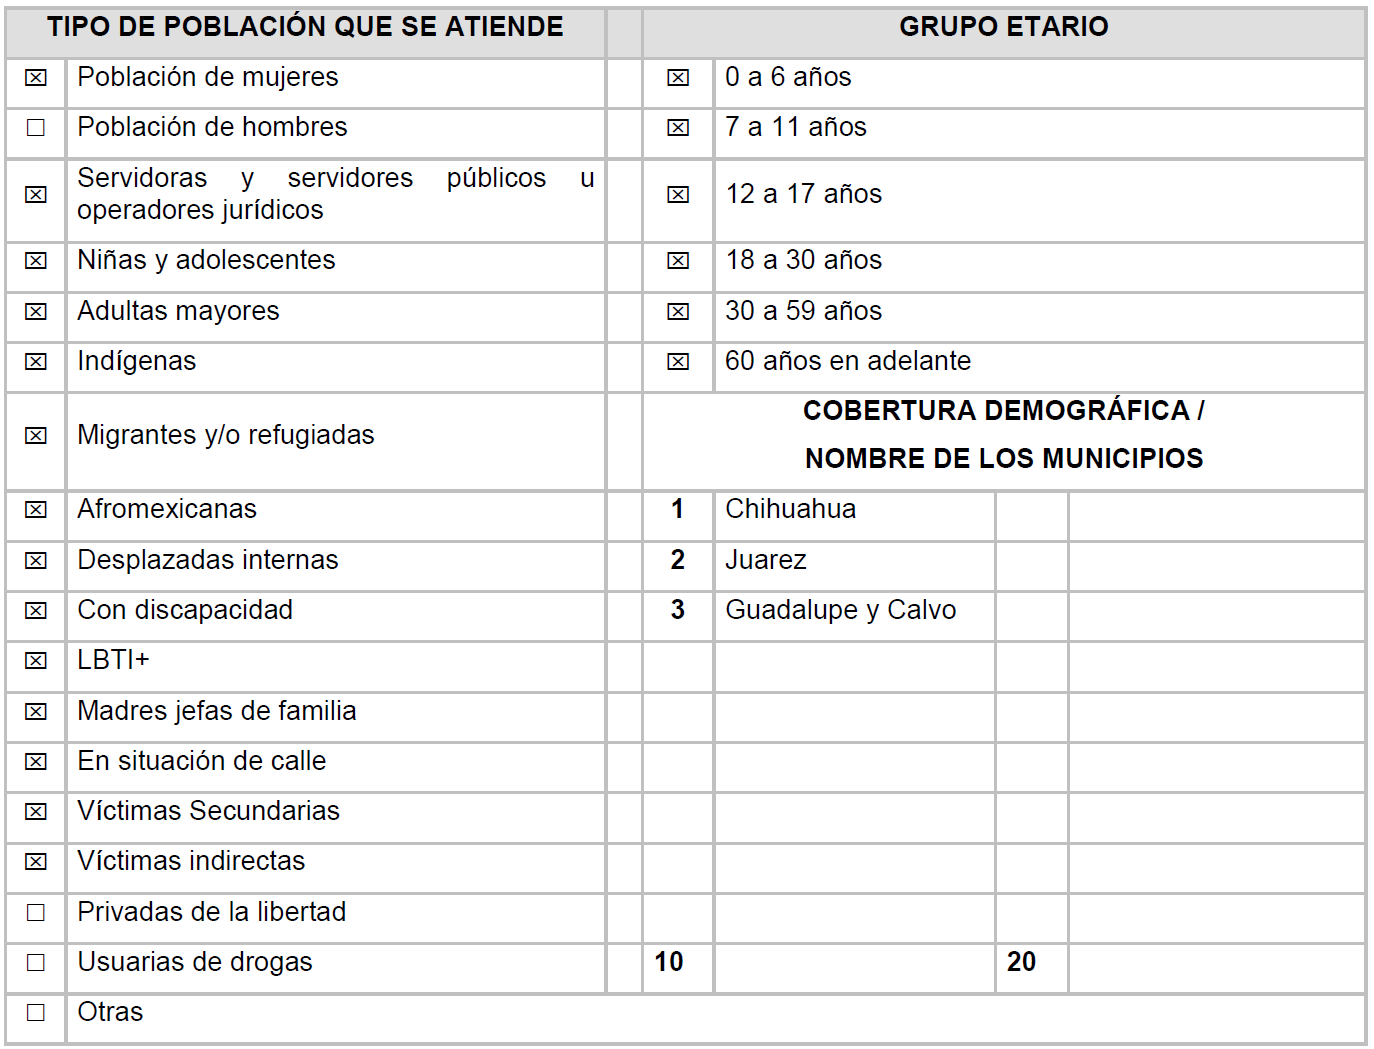 TIPO DE POBLACIÓN QUE SE ATIENDE GRUPO ETARIO
☒ Población de mujeres ☒ 0 a 6 años
☐ Población de hombres ☒ 7 a 11 años
☒ Servidoras y servidores públicos u
operadores jurídicos ☒ 12 a 17 años
☒ Niñas y adolescentes ☒ 18 a 30 años
☒ Adultas mayores ☒ 30 a 59 años
☒ Indígenas ☒ 60 años en adelante
☒ Migrantes y/o refugiadas
COBERTURA DEMOGRÁFICA /
NOMBRE DE LOS MUNICIPIOS
☒ Afromexicanas 1 Chihuahua
☒ Desplazadas internas 2 Juarez
☒ Con discapacidad 3 Guadalupe y Calvo
☒ LBTI+
☒ Madres jefas de familia
☒ En situación de calle
☒ Víctimas Secundarias
☒ Víctimas indirectas
☐ Privadas de la libertad
☐ Usuarias de drogas 10 20
☐ Otras